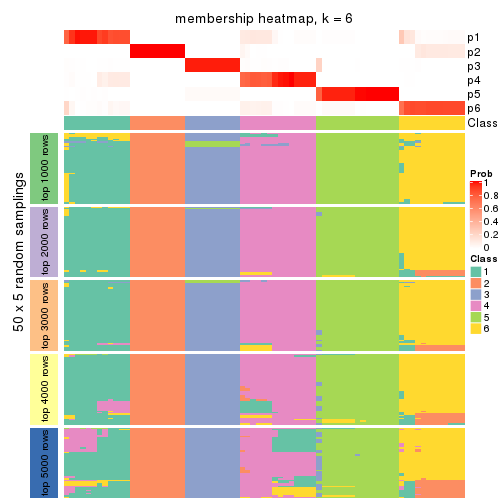 membership heatmap, k = 6
p1
p2
p3
p4
p5
p6
Class
50 x 5 random samplings
top 1000 rows
top 2000 rows
top 3000 rows
top 4000 rows
top 5000 rows
Prob
1
0.8
0.6
0.4
0.2
0
Class
1
2
3
4
5
6